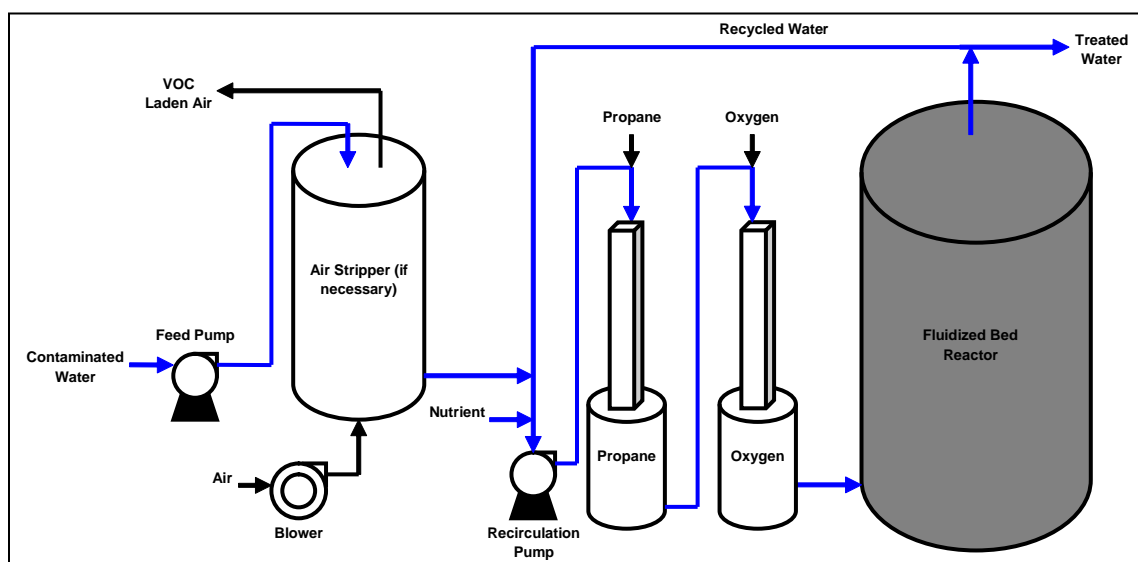 Recycled Water
Treated
Water
VOC
Laden Air
Propane
Oxygen
Air Stripper (if
necessary)
Feed Pump
Contaminated
Water
Fluidized Bed
Reactor
Nutrient
Propane
Oxygen
Air
Blower
Recirculation
Pump